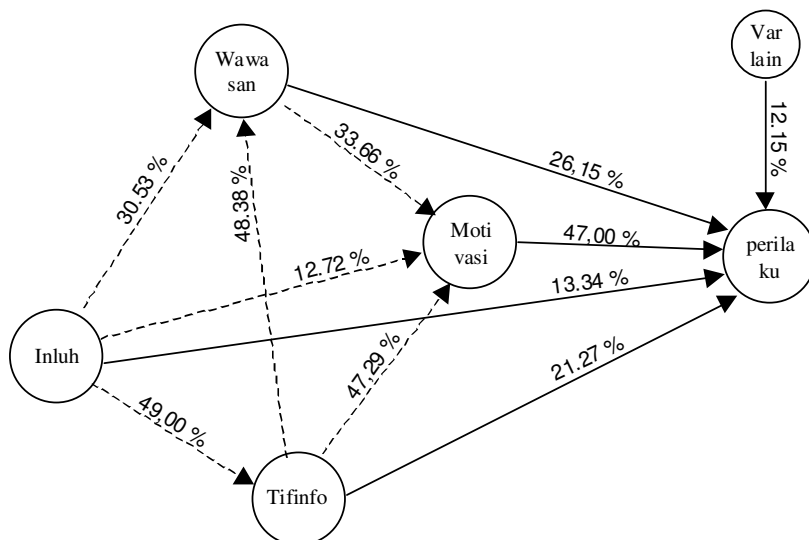 Wawa
san
Var
lain
30.53 %
48.38 %
33.66 %
26,15 %
12.15 %
Moti
vasi
47,00 %
perila
ku
12.72 %
13.34 %
Inluh
47,29 %
21.27 %
49,00 %
Tifinfo